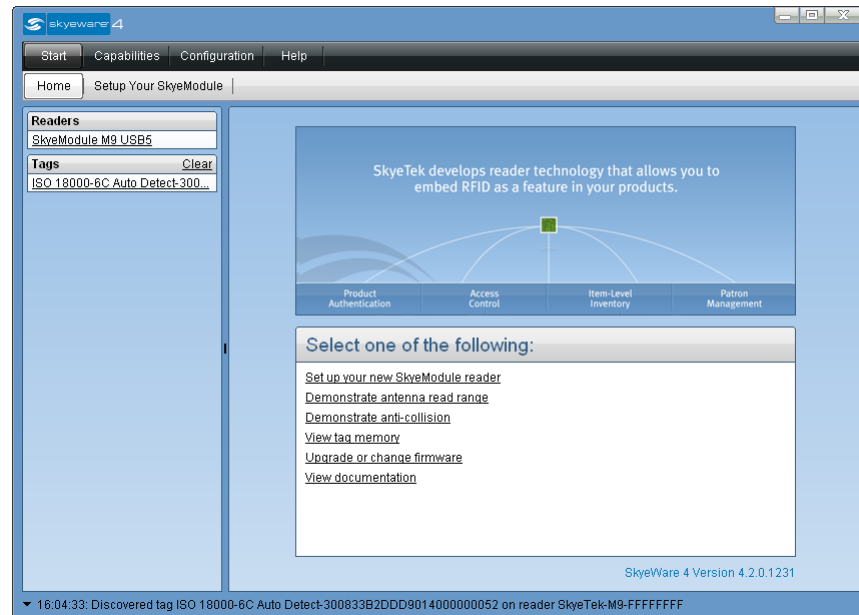 skyeware 4
Start Capabilities Configuration Help
Home Setup Your SkyeModule
Readers
SkyeModule M9 USB5
Tags Clear
ISO 18000-6C Auto Detect-300...
SkyeTek develops reader technology that allows you to
embed RFID as a feature in your products.
Product Authentication
Access Control
Item-Level Inventory
Patron Management
Select one of the following:
Set up your new SkyeModule reader
Demonstrate antenna read range
Demonstrate anti-collision
View tag memory
Upgrade or change firmware
View documentation
SkyeWare 4 Version 4.2.0.1231
16:04:33: Discovered tag ISO 18000-6C Auto Detect-300833B2DDD9014000000052 on reader SkyeTek-M9-FFFFFFFF